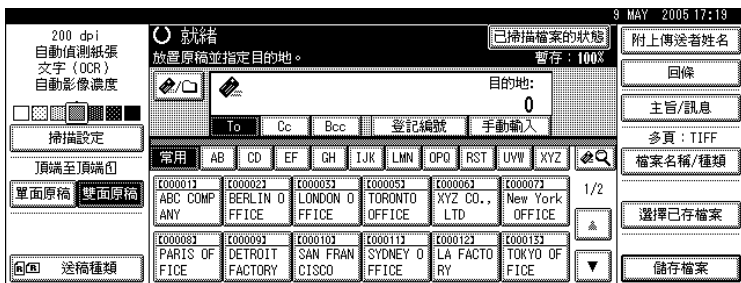 9 MAY 2005 17:19
200 dpi
自動偵測紙張
文字 (OCR)
自動影像濃度
掃描設定
頂端至頂端
單面原稿 雙面原稿
送稿種類
就緒
已掃描檔案的狀態
放置原稿並指定目的地。
暫存:100%
目的地:
0
To Cc Bcc 登記編號 手動輸入
常用 AB CD EF GH IJK LMN OPQ RST UVW XYZ
[00001] [00002] [00003] [00005] [00006] [00007]
ABC COMP BERLIN O LONDON O TORONTO XYZ CO., New York
ANY FFICE FFICE OFFICE LTD OFFICE
1/2
[00008] [00009] [00010] [00011] [00012] [00013]
PARIS OF DETROIT SAN FRAN SYDNEY O LA FACTO TOKYO OF
FICE FACTORY CISCO FFICE RY FICE
附上傳送者姓名
回條
主旨/訊息
多頁:TIFF
檔案名稱/種類
選擇已存檔案
儲存檔案